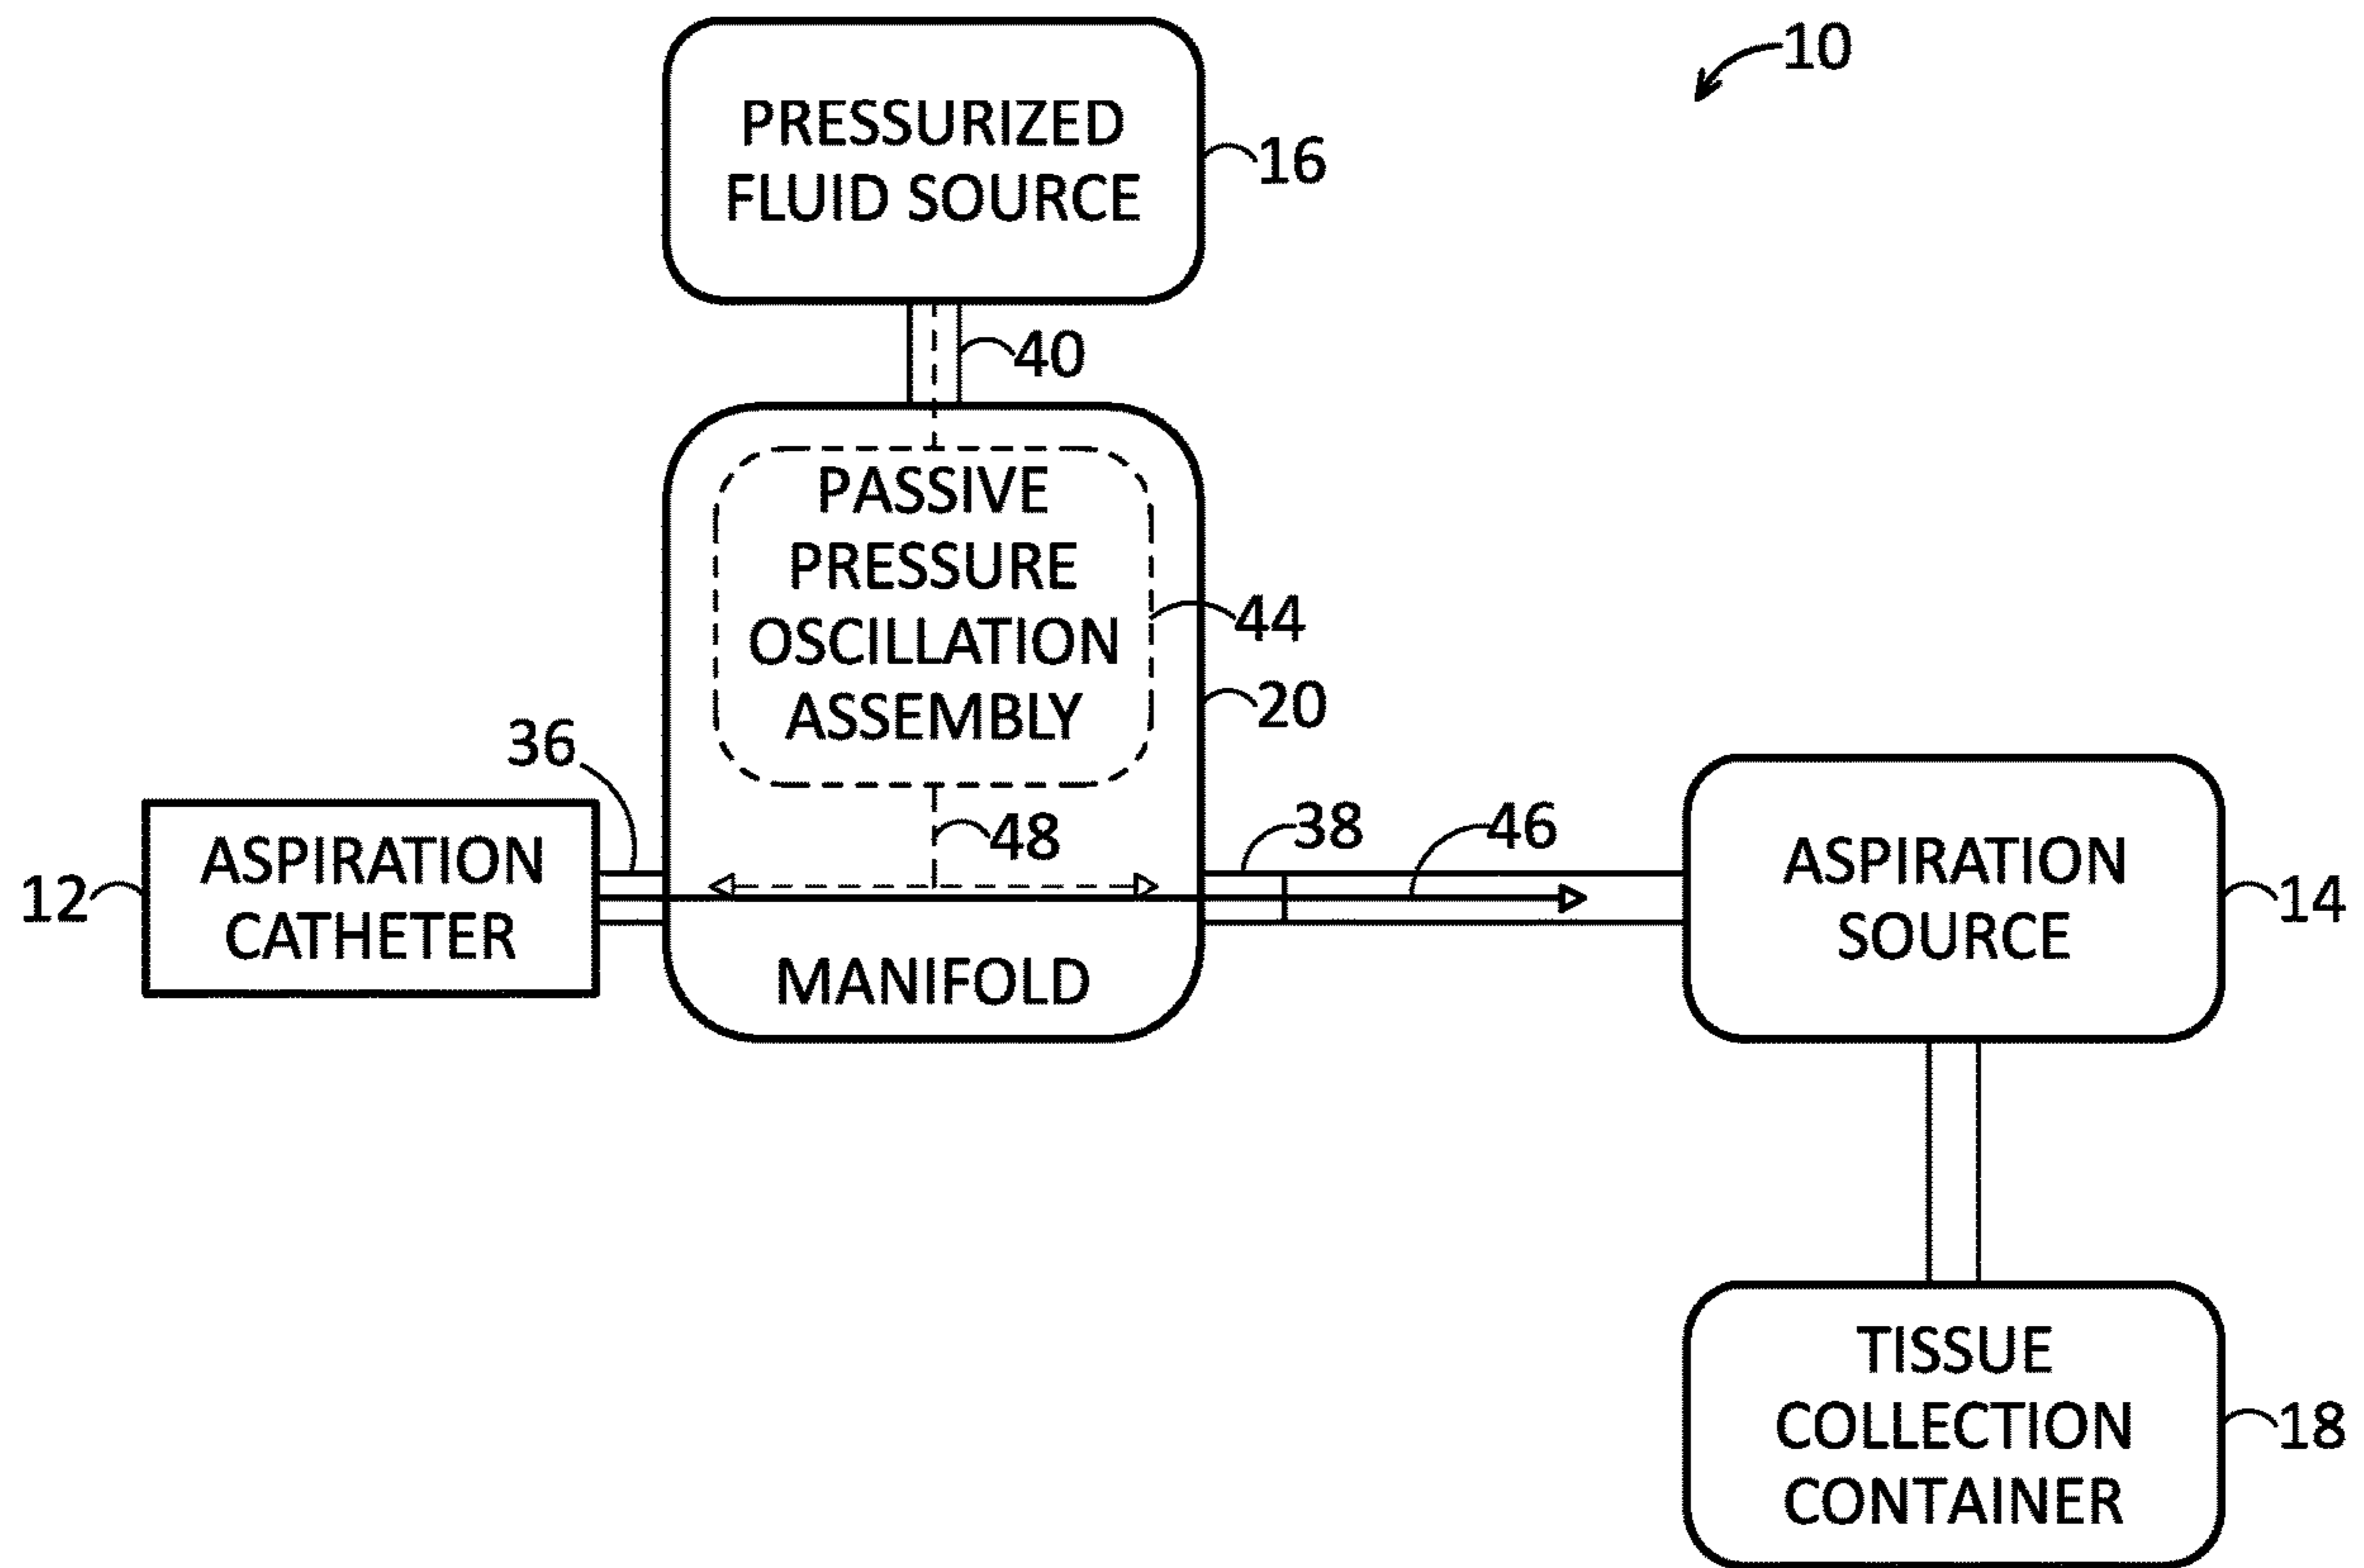 10
PRESSURIZED
FLUID SOURCE
16
40
PASSIVE
PRESSURE
OSCILLATION
ASSEMBLY
44
20
36
48
38
46
12
ASPIRATION
CATHETER
MANIFOLD
ASPIRATION
SOURCE
14
TISSUE
COLLECTION
CONTAINER
18